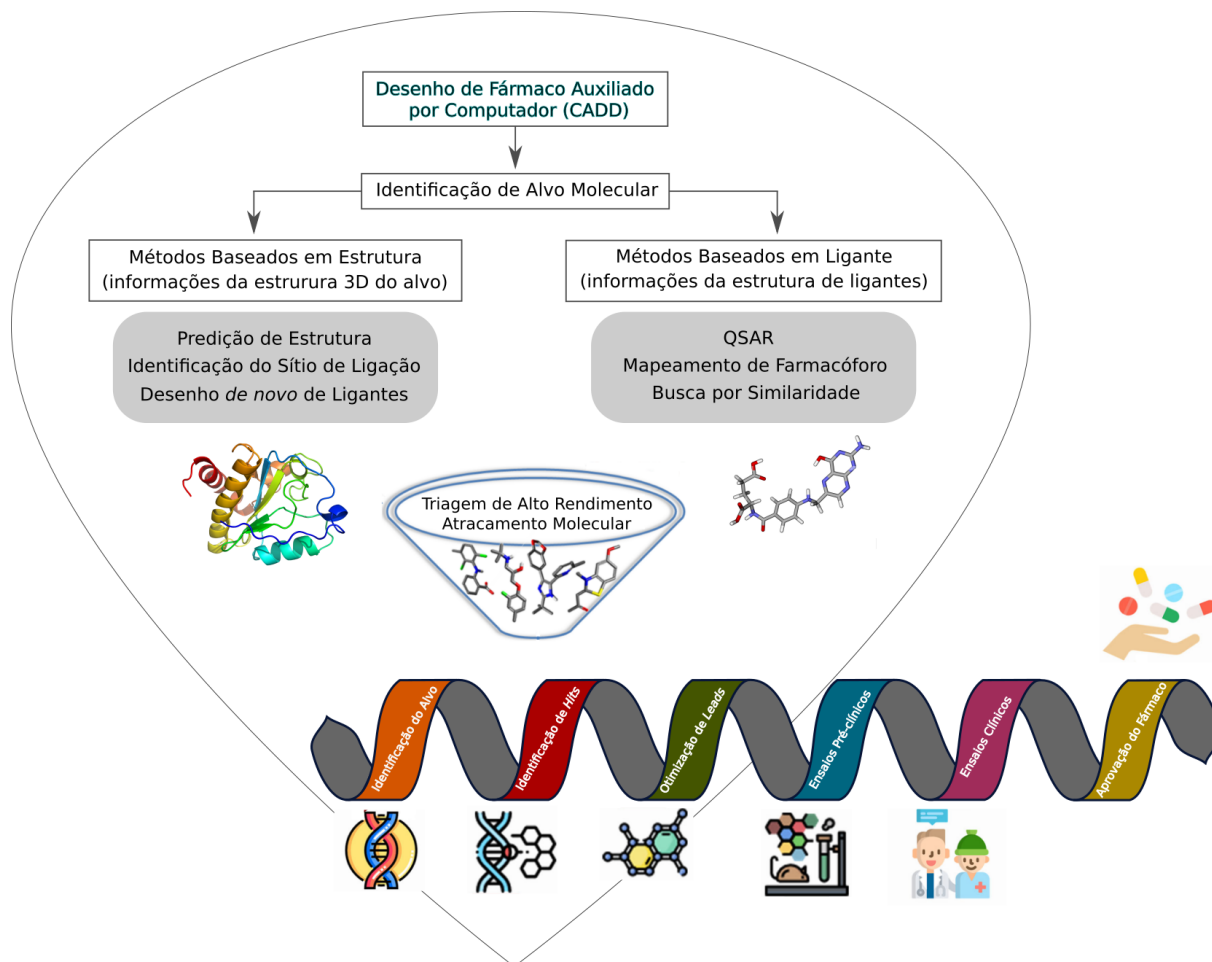 Desenho de Fármaco Auxiliado
por Computador (CADD)
Identificação de Alvo Molecular
Métodos Baseados em Estrutura
(informações da estrurura 3D do alvo)
Métodos Baseados em Ligante
(informações da estrutura de ligantes)
Predição de Estrutura
Identificação do Sítio de Ligação
Desenho de novo de Ligantes
QSAR
Mapeamento de Farmacóforo
Busca por Similaridade
Triagem de Alto Rendimento
Atracamento Molecular
Identificação do Alvo
Identificação de Hits
Otimização de Leads
Ensaios Pré-clínicos
Ensaios Clínicos
Aprovação do Fármaco